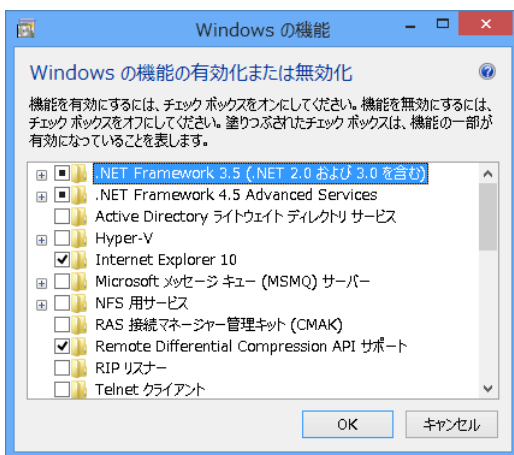 Windows の機能
Windows の機能の有効化または無効化
機能を有効にするには、チェック ボックスをオンにしてください。機能を無効にするには、
チェック ボックスをオフにしてください。塗りつぶされたチェック ボックスは、機能の一部が
有効になっていることを表します。
.NET Framework 3.5 (.NET 2.0 および 3.0 を含む)
.NET Framework 4.5 Advanced Services
Active Directory ライトウェイト ディレクトリ サービス
Hyper-V
Internet Explorer 10
Microsoft メッセージ キュー (MSMQ) サーバー
NFS 用サービス
RAS 接続マネージャー管理キット (CMAK)
Remote Differential Compression API サポート
RIP リスナー
Telnet クライアント
OK
キャンセル